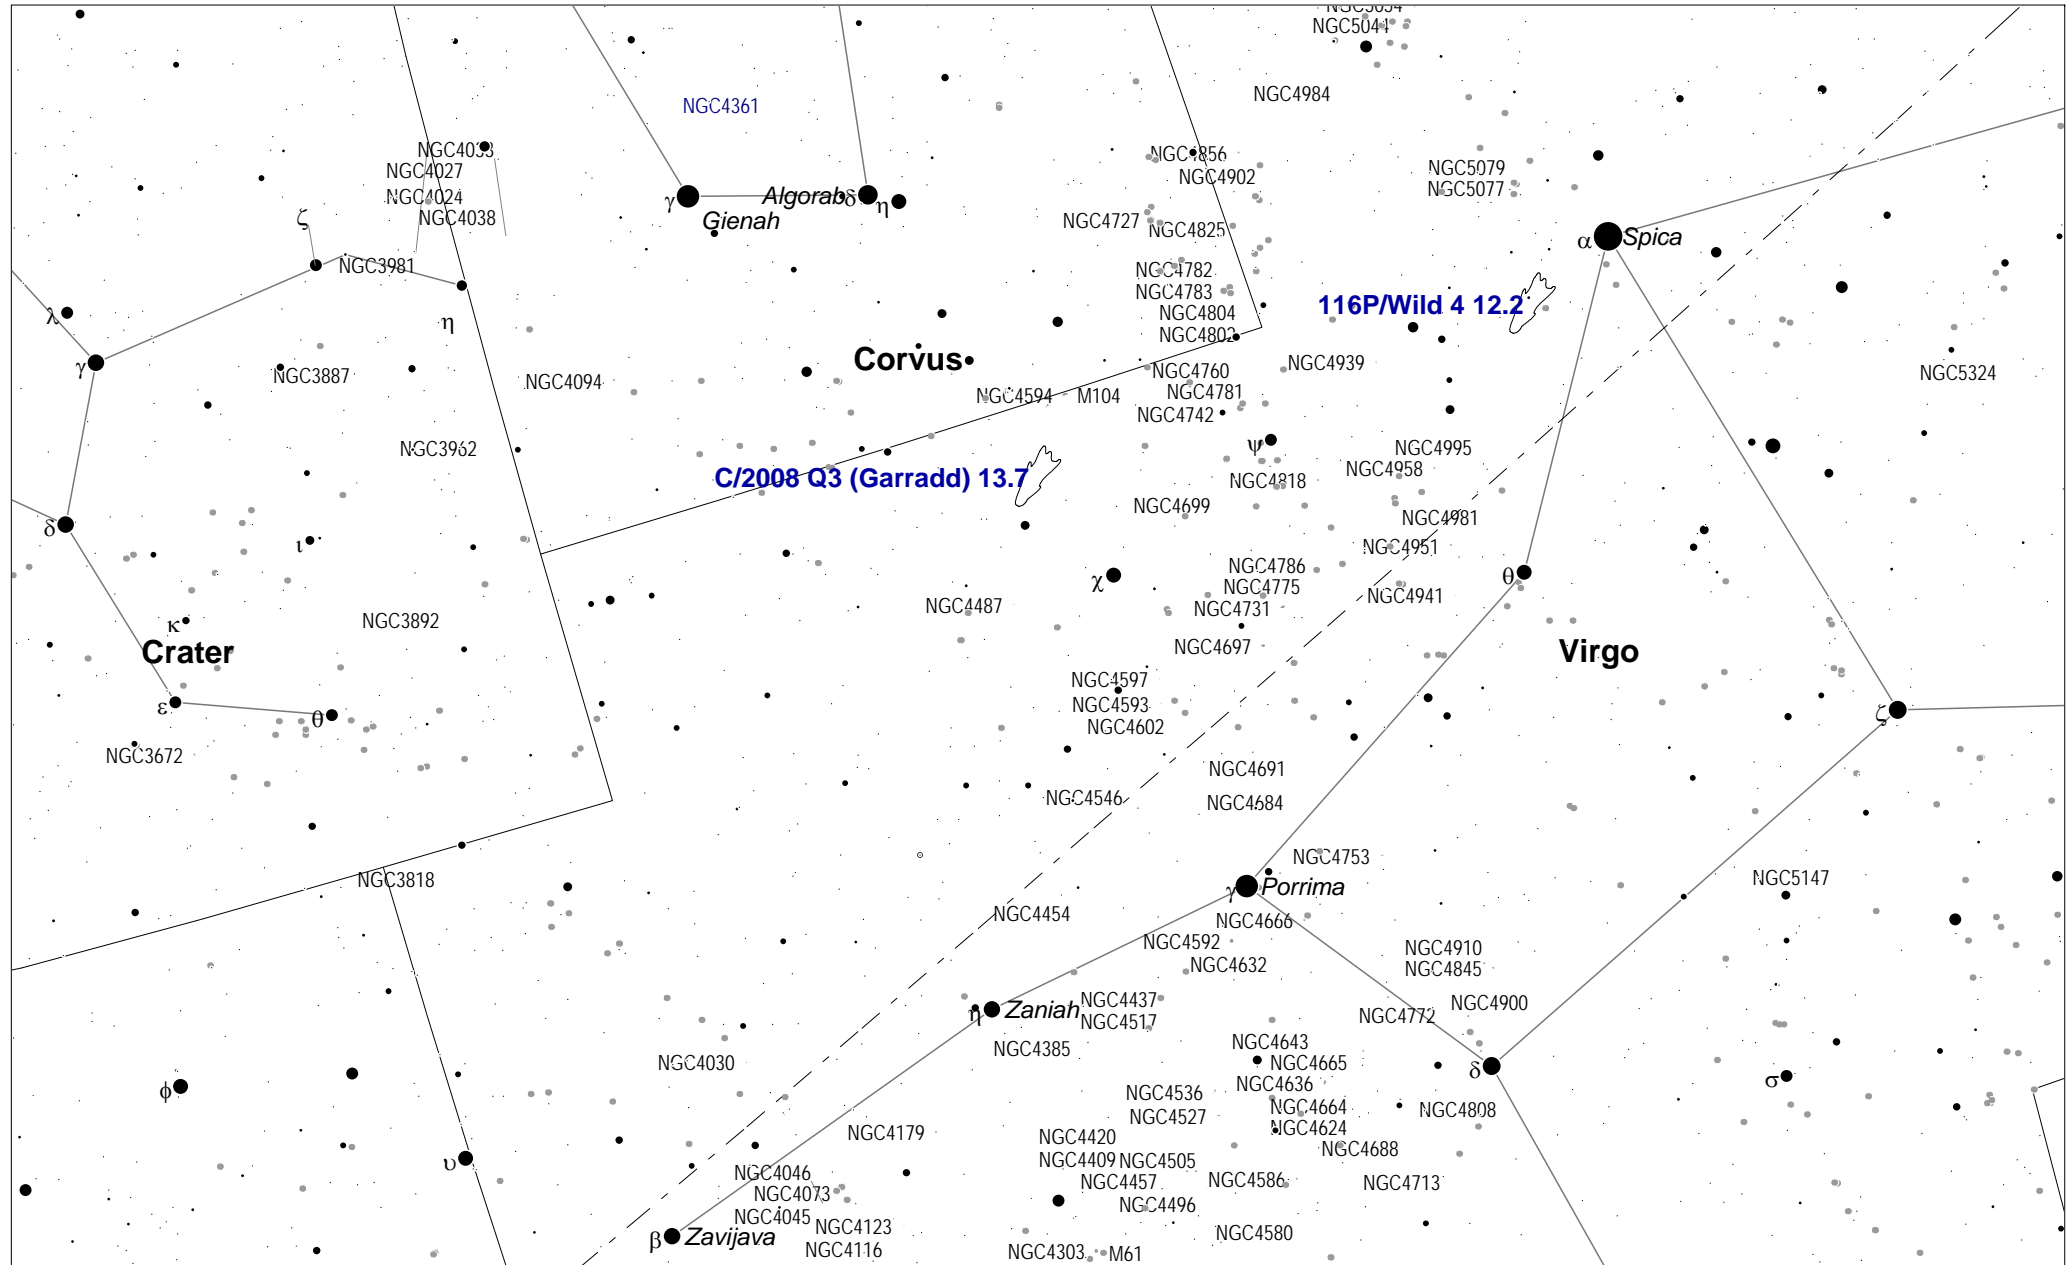 NGC5054
NGC5044
NGC4984
NGC4361
NGC4033
NGC4027
NGC4024
NGC4038
NGC4856
NGC4902
NGC5079
NGC5077
γ
Gienah
Algorab δ
η
NGC4727
NGC4825
α Spica
ζ
NGC3981
NGC4782
NGC4783
NGC4804
NGC4802
116P/Wild 4 12.2
λ
η
γ
NGC3887
NGC4094
Corvus
NGC4594 M104
NGC4760
NGC4781
NGC4742
NGC4939
NGC5324
NGC3962
ψ
NGC4995
NGC4958
C/2008 Q3 (Garradd) 13.7
NGC4818
NGC4699
NGC4981
δ
ι
NGC4951
χ
NGC4786
NGC4775
NGC4731
θ
NGC4941
NGC4487
κ
NGC3892
Crater
NGC4697
Virgo
NGC4597
NGC4593
NGC4602
ε
θ
ζ
NGC3672
NGC4691
NGC4546
NGC4684
NGC4753
NGC3818
γ Porrima
NGC5147
NGC4454
NGC4666
NGC4592
NGC4632
NGC4910
NGC4845
η Zaniah
NGC4437
NGC4517
NGC4900
NGC4772
NGC4385
NGC4643
NGC4665
NGC4636
NGC4030
δ
σ
φ
NGC4536
NGC4527
NGC4664
NGC4624
NGC4808
NGC4179
NGC4420
NGC4409
NGC4505
NGC4688
υ
NGC4046
NGC4073
NGC4045
NGC4457
NGC4496
NGC4586
NGC4713
β Zavijava
NGC4123
NGC4116
NGC4580
NGC4303 M61